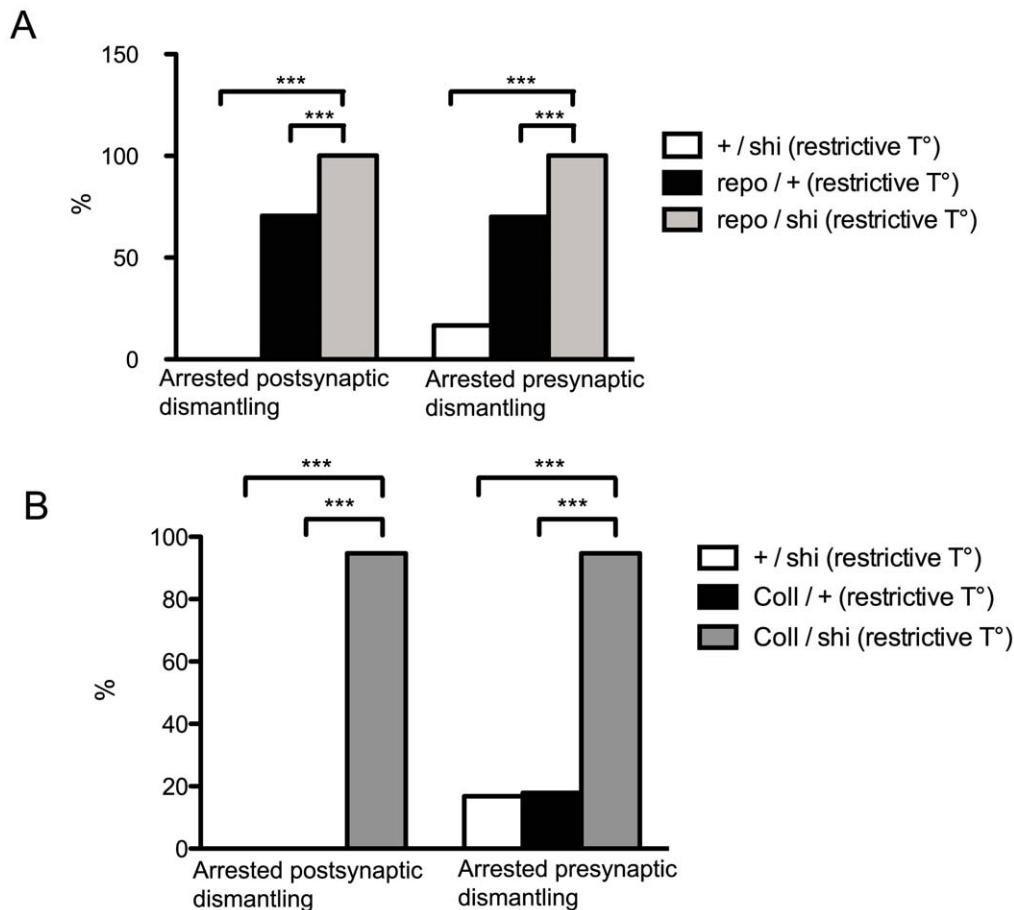 A
150
100
50
0
%
***
***
***
***
+ / shi (restrictive T°)
repo / + (restrictive T°)
repo / shi (restrictive T°)
Arrested postsynaptic
dismantling
Arrested presynaptic
dismantling
B
100
80
60
40
20
0
%
***
***
***
***
+ / shi (restrictive T°)
Coll / + (restrictive T°)
Coll / shi (restrictive T°)
Arrested postsynaptic
dismantling
Arrested presynaptic
dismantling